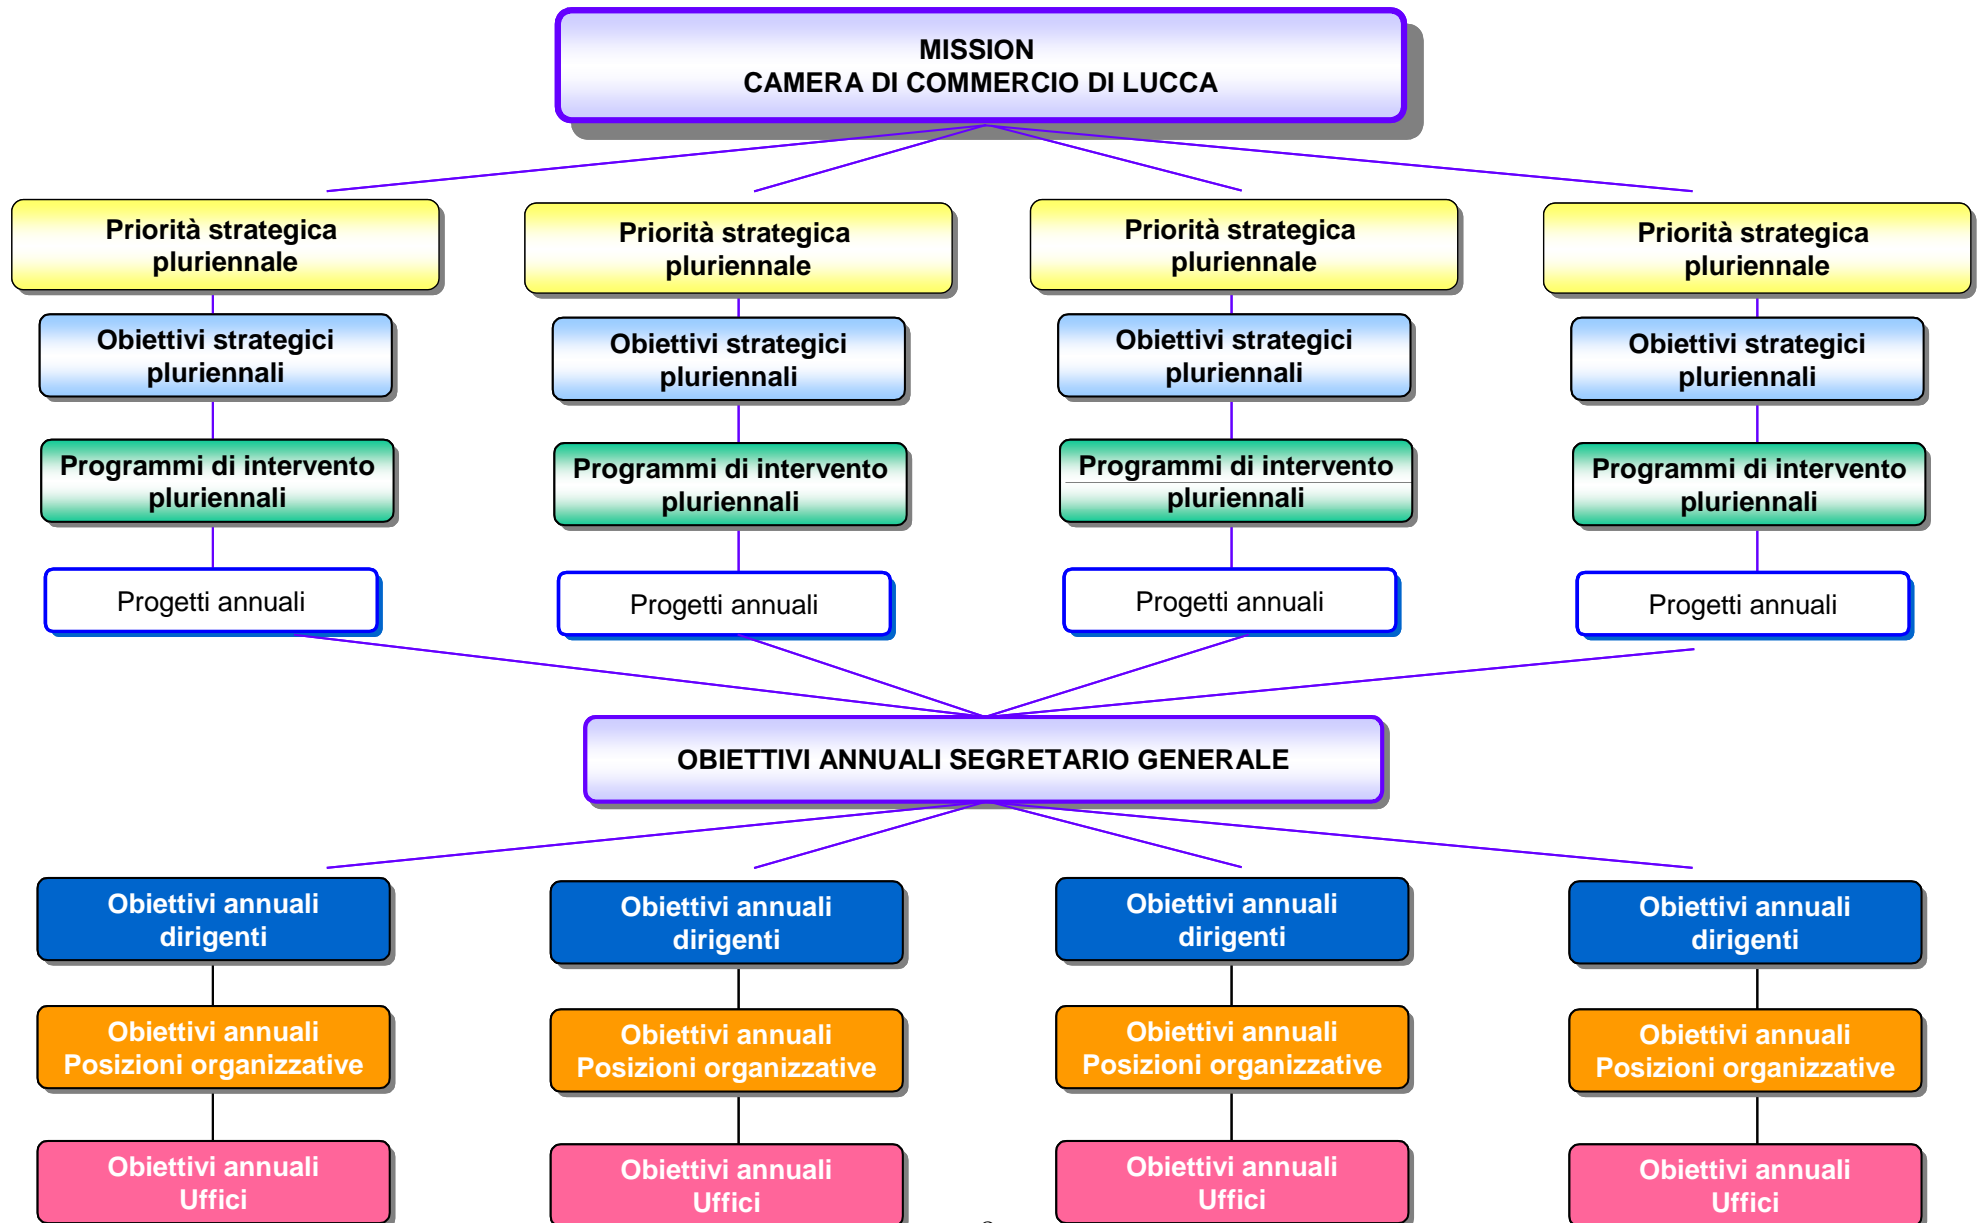 MISSION
CAMERA DI COMMERCIO DI LUCCA
Priorità strategica
pluriennale
Priorità strategica
pluriennale
Priorità strategica
pluriennale
Priorità strategica
pluriennale
Obiettivi strategici
pluriennali
Obiettivi strategici
pluriennali
Obiettivi strategici
pluriennali
Obiettivi strategici
pluriennali
Programmi di intervento
pluriennali
Programmi di intervento
pluriennali
Programmi di intervento
pluriennali
Programmi di intervento
pluriennali
Progetti annuali
Progetti annuali
Progetti annuali
Progetti annuali
OBIETTIVI ANNUALI SEGRETARIO GENERALE
Obiettivi annuali
dirigenti
Obiettivi annuali
dirigenti
Obiettivi annuali
dirigenti
Obiettivi annuali
dirigenti
Obiettivi annuali
Posizioni organizzative
Obiettivi annuali
Posizioni organizzative
Obiettivi annuali
Posizioni organizzative
Obiettivi annuali
Posizioni organizzative
Obiettivi annuali
Uffici
Obiettivi annuali
Uffici
Obiettivi annuali
Uffici
Obiettivi annuali
Uffici